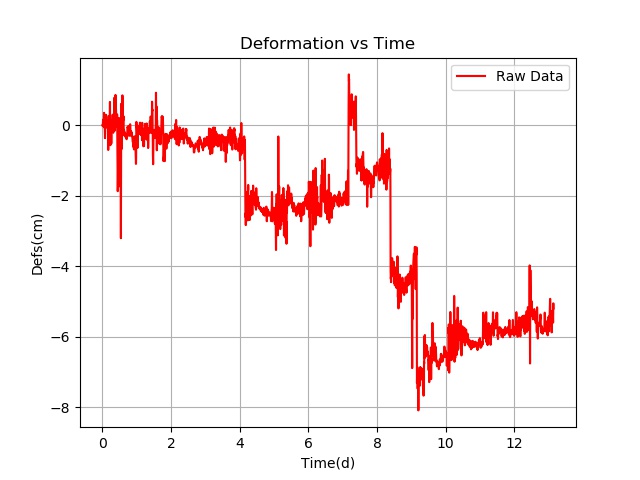 Deformation vs Time
Raw Data
Defs(cm)
0
−2
−4
−6
−8
0 2 4 6 8 10 12
Time(d)